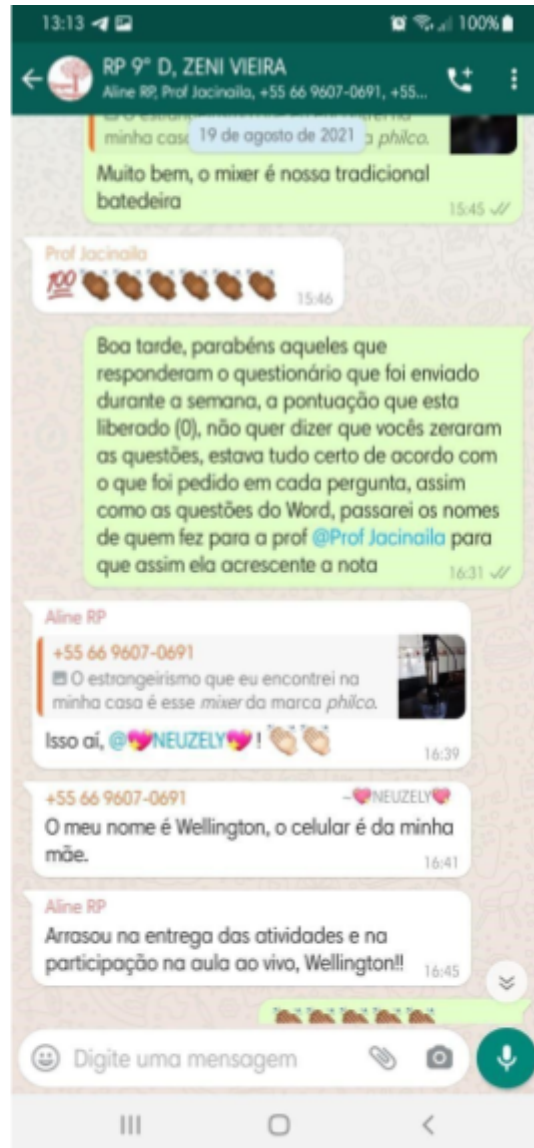 13:13 100%
RP 9° D, ZENI VIEIRA
Aline RP, Prof Jacinaila, +55 66 9607-0691, +55...
minha casa philco.
19 de agosto de 2021
Muito bem, o mixer é nossa tradicional
batedeira
15:45
Prof Jacinaila
💯👏🏾👏🏾👏🏾👏🏾👏🏾👏🏾 15:46
Boa tarde, parabéns aqueles que
responderam o questionário que foi enviado
durante a semana, a pontuação que esta
liberado (0), não quer dizer que vocês zeraram
as questões, estava tudo certo de acordo com
o que foi pedido em cada pergunta, assim
como as questões do Word, passarei os nomes
de quem fez para a prof @Prof Jacinaila para
que assim ela acrescente a nota
16:31
Aline RP
+55 66 9607-0691
O estrangeirismo que eu encontrei na
minha casa é esse mixer da marca philco.
Isso aí, @💖NEUZELY💖! 👏🏻👏🏻
16:39
+55 66 9607-0691 ~💖NEUZELY💖
O meu nome é Wellington, o celular é da minha
mãe.
16:41
Aline RP
Arrasou na entrega das atividades e na
participação na aula ao vivo, Wellington!!
16:45
Digite uma mensagem